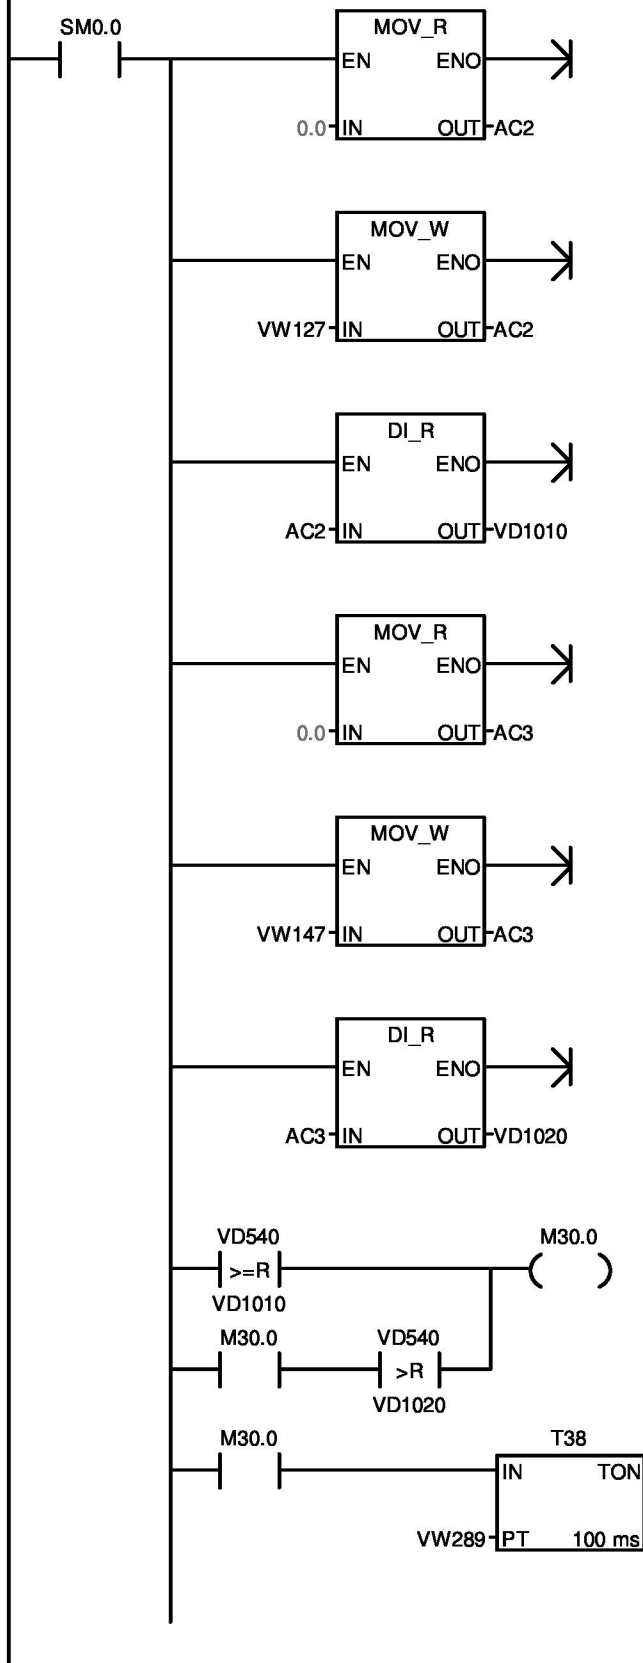 SM0.0
MOV_R
EN ENO
0.0 IN OUT AC2
MOV_W
EN ENO
VW127 IN OUT AC2
DI_R
EN ENO
AC2 IN OUT VD1010
MOV_R
EN ENO
0.0 IN OUT AC3
MOV_W
EN ENO
VW147 IN OUT AC3
DI_R
EN ENO
AC3 IN OUT VD1020
VD540 M30.0
>=R
VD1010
M30.0 VD540
>R
VD1020
M30.0 T38
IN TON
VW289 PT 100 ms